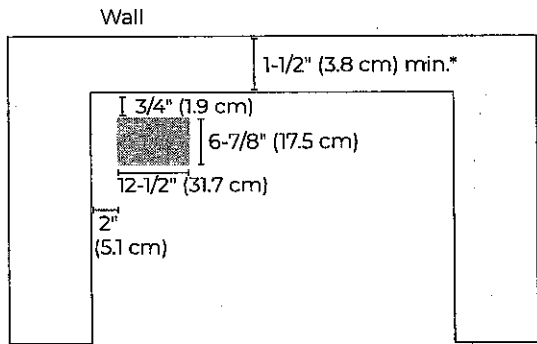 Wall
1-1/2" (3.8 cm) min.*
3/4" (1.9 cm)
6-7/8" (17.5 cm)
12-1/2" (31.7 cm)
2"
(5.1 cm)